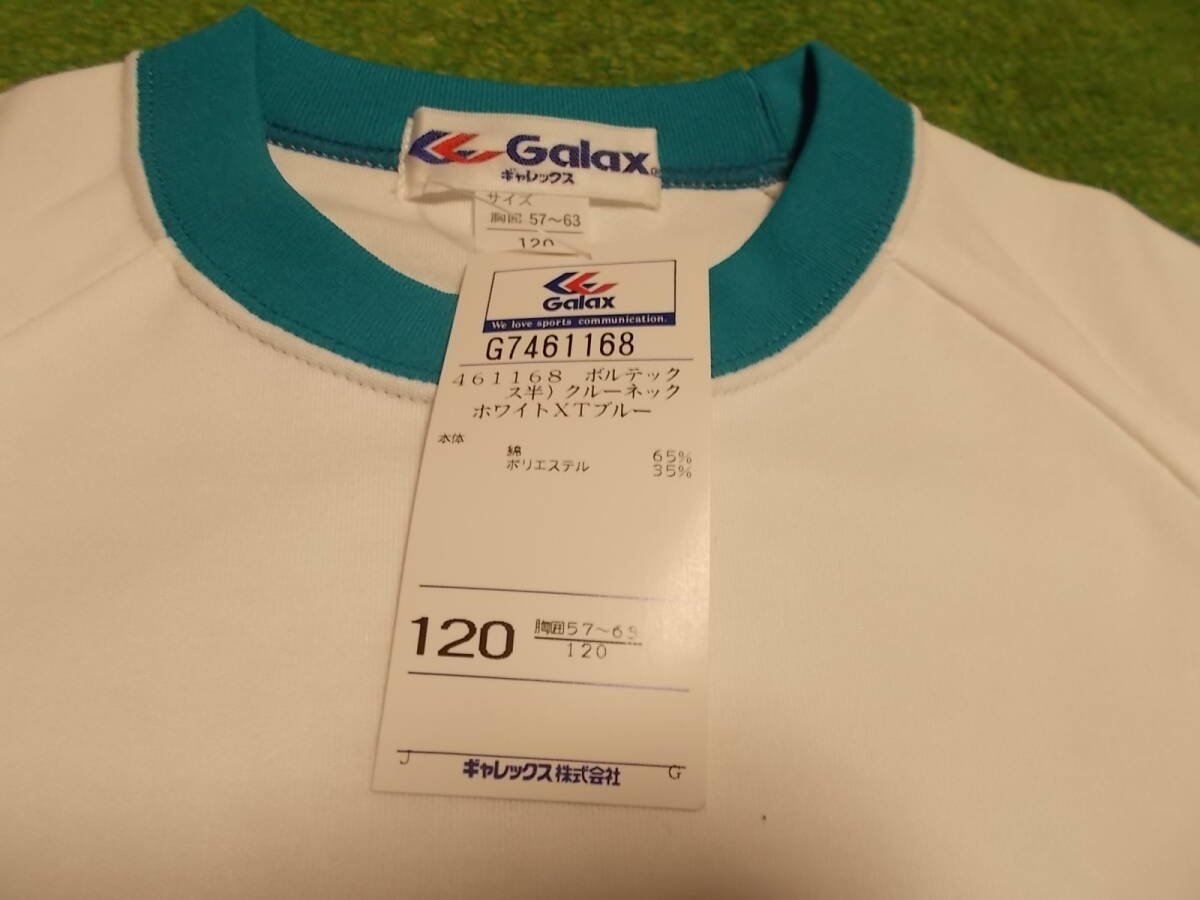 Galax
ギャレックス
サイズ
胸囲 57～63
120
Galax
We love sports communication.
G7461168
461168 ボルテック
ス半)クルーネック
ホワイトXTブルー
本体
綿 65%
ポリエステル 35%
120 胸囲57～63
120
J G
ギャレックス株式会社